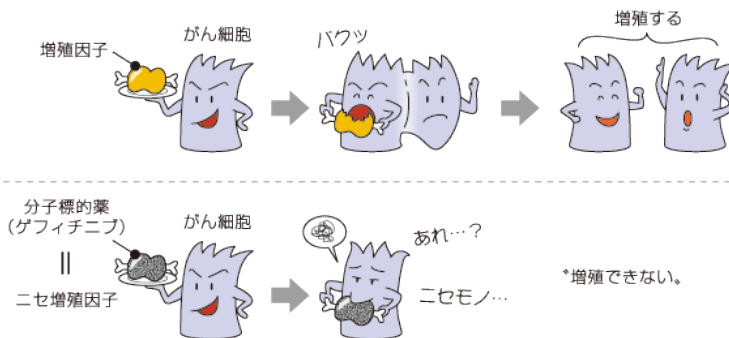 増殖因子
がん細胞
バクッ
増殖する
分子標的薬
(ゲフィチニブ)
||
ニセ増殖因子
がん細胞
あれ…?
ニセモノ…
〝増殖できない〟